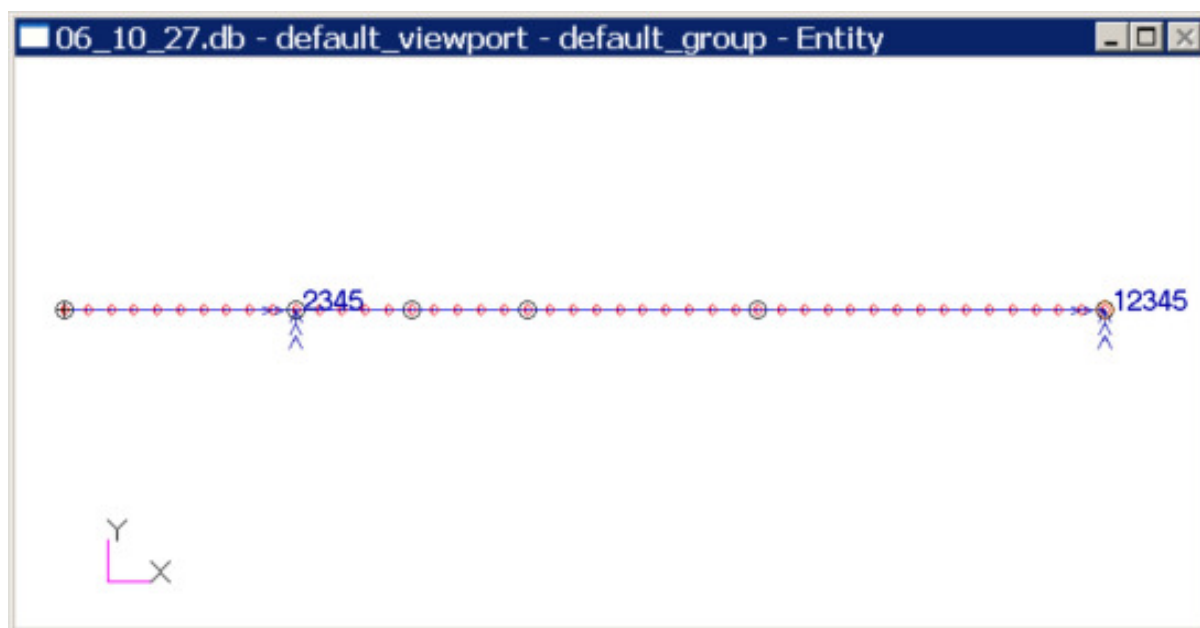 06_10_27.db - default_viewport - default_group - Entity
2345
12345
Y
X